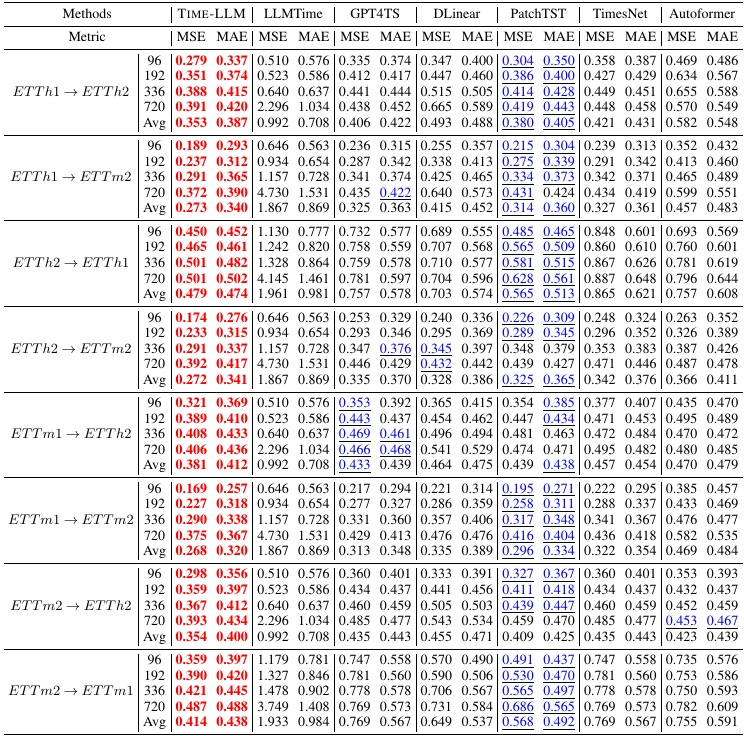 Methods TIME-LLM LLMTime GPT4TS DLinear PatchTST TimesNet Autoformer
Metric MSE MAE MSE MAE MSE MAE MSE MAE MSE MAE MSE MAE MSE MAE
96 0.279 0.337 0.510 0.576 0.335 0.374 0.347 0.400 0.304 0.350 0.358 0.387 0.469 0.486
192 0.351 0.374 0.523 0.586 0.412 0.417 0.447 0.460 0.386 0.400 0.427 0.429 0.634 0.567
ETTh1 → ETTh2 336 0.388 0.415 0.640 0.637 0.441 0.444 0.515 0.505 0.414 0.428 0.449 0.451 0.655 0.588
720 0.391 0.420 2.296 1.034 0.438 0.452 0.665 0.589 0.419 0.443 0.448 0.458 0.570 0.549
Avg 0.353 0.387 0.992 0.708 0.406 0.422 0.493 0.488 0.380 0.405 0.421 0.431 0.582 0.548
96 0.189 0.293 0.646 0.563 0.236 0.315 0.255 0.357 0.215 0.304 0.239 0.313 0.352 0.432
192 0.237 0.312 0.934 0.654 0.287 0.342 0.338 0.413 0.275 0.339 0.291 0.342 0.413 0.460
ETTh1 → ETTm2 336 0.291 0.365 1.157 0.728 0.341 0.374 0.425 0.465 0.334 0.373 0.342 0.371 0.465 0.489
720 0.372 0.390 4.730 1.531 0.435 0.422 0.640 0.573 0.431 0.424 0.434 0.419 0.599 0.551
Avg 0.273 0.340 1.867 0.869 0.325 0.363 0.415 0.452 0.314 0.360 0.327 0.361 0.457 0.483
96 0.450 0.452 1.130 0.777 0.732 0.577 0.689 0.555 0.485 0.465 0.848 0.601 0.693 0.569
192 0.465 0.461 1.242 0.820 0.758 0.559 0.707 0.568 0.565 0.509 0.860 0.610 0.760 0.601
ETTh2 → ETTh1 336 0.501 0.482 1.328 0.864 0.759 0.578 0.710 0.577 0.581 0.515 0.867 0.626 0.781 0.619
720 0.501 0.502 4.145 1.461 0.781 0.597 0.704 0.596 0.628 0.561 0.887 0.648 0.796 0.644
Avg 0.479 0.474 1.961 0.981 0.757 0.578 0.703 0.574 0.565 0.513 0.865 0.621 0.757 0.608
96 0.174 0.276 0.646 0.563 0.253 0.329 0.240 0.336 0.226 0.309 0.248 0.324 0.263 0.352
192 0.233 0.315 0.934 0.654 0.293 0.346 0.295 0.369 0.289 0.345 0.296 0.352 0.326 0.389
ETTh2 → ETTm2 336 0.291 0.337 1.157 0.728 0.347 0.376 0.345 0.397 0.348 0.379 0.353 0.383 0.387 0.426
720 0.392 0.417 4.730 1.531 0.446 0.429 0.432 0.442 0.439 0.427 0.471 0.446 0.487 0.478
Avg 0.272 0.341 1.867 0.869 0.335 0.370 0.328 0.386 0.325 0.365 0.342 0.376 0.366 0.411
96 0.321 0.369 0.510 0.576 0.353 0.392 0.365 0.415 0.354 0.385 0.377 0.407 0.435 0.470
192 0.389 0.410 0.523 0.586 0.443 0.437 0.454 0.462 0.447 0.434 0.471 0.453 0.495 0.489
ETTm1 → ETTh2 336 0.408 0.433 0.640 0.637 0.469 0.461 0.496 0.494 0.481 0.463 0.472 0.484 0.470 0.472
720 0.406 0.436 2.296 1.034 0.466 0.468 0.541 0.529 0.474 0.471 0.495 0.482 0.480 0.485
Avg 0.381 0.412 0.992 0.708 0.433 0.439 0.464 0.475 0.439 0.438 0.457 0.454 0.470 0.479
96 0.169 0.257 0.646 0.563 0.217 0.294 0.221 0.314 0.195 0.271 0.222 0.295 0.385 0.457
192 0.227 0.318 0.934 0.654 0.277 0.327 0.286 0.359 0.258 0.311 0.288 0.337 0.433 0.469
ETTm1 → ETTm2 336 0.290 0.338 1.157 0.728 0.331 0.360 0.357 0.406 0.317 0.348 0.341 0.367 0.476 0.477
720 0.375 0.367 4.730 1.531 0.429 0.413 0.476 0.476 0.416 0.404 0.436 0.418 0.582 0.535
Avg 0.268 0.320 1.867 0.869 0.313 0.348 0.335 0.389 0.296 0.334 0.322 0.354 0.469 0.484
96 0.298 0.356 0.510 0.576 0.360 0.401 0.333 0.391 0.327 0.367 0.360 0.401 0.353 0.393
192 0.359 0.397 0.523 0.586 0.434 0.437 0.441 0.456 0.411 0.418 0.434 0.437 0.432 0.437
ETTm2 → ETTh2 336 0.367 0.412 0.640 0.637 0.460 0.459 0.505 0.503 0.439 0.447 0.460 0.459 0.452 0.459
720 0.393 0.434 2.296 1.034 0.485 0.477 0.543 0.534 0.459 0.470 0.485 0.477 0.453 0.467
Avg 0.354 0.400 0.992 0.708 0.435 0.443 0.455 0.471 0.409 0.425 0.435 0.443 0.423 0.439
96 0.359 0.397 1.179 0.781 0.747 0.558 0.570 0.490 0.491 0.437 0.747 0.558 0.735 0.576
192 0.390 0.420 1.327 0.846 0.781 0.560 0.590 0.506 0.530 0.470 0.781 0.560 0.753 0.586
ETTm2 → ETTm1 336 0.421 0.445 1.478 0.902 0.778 0.578 0.706 0.567 0.565 0.497 0.778 0.578 0.750 0.593
720 0.487 0.488 3.749 1.408 0.769 0.573 0.731 0.584 0.686 0.565 0.769 0.573 0.782 0.609
Avg 0.414 0.438 1.933 0.984 0.769 0.567 0.649 0.537 0.568 0.492 0.769 0.567 0.755 0.591